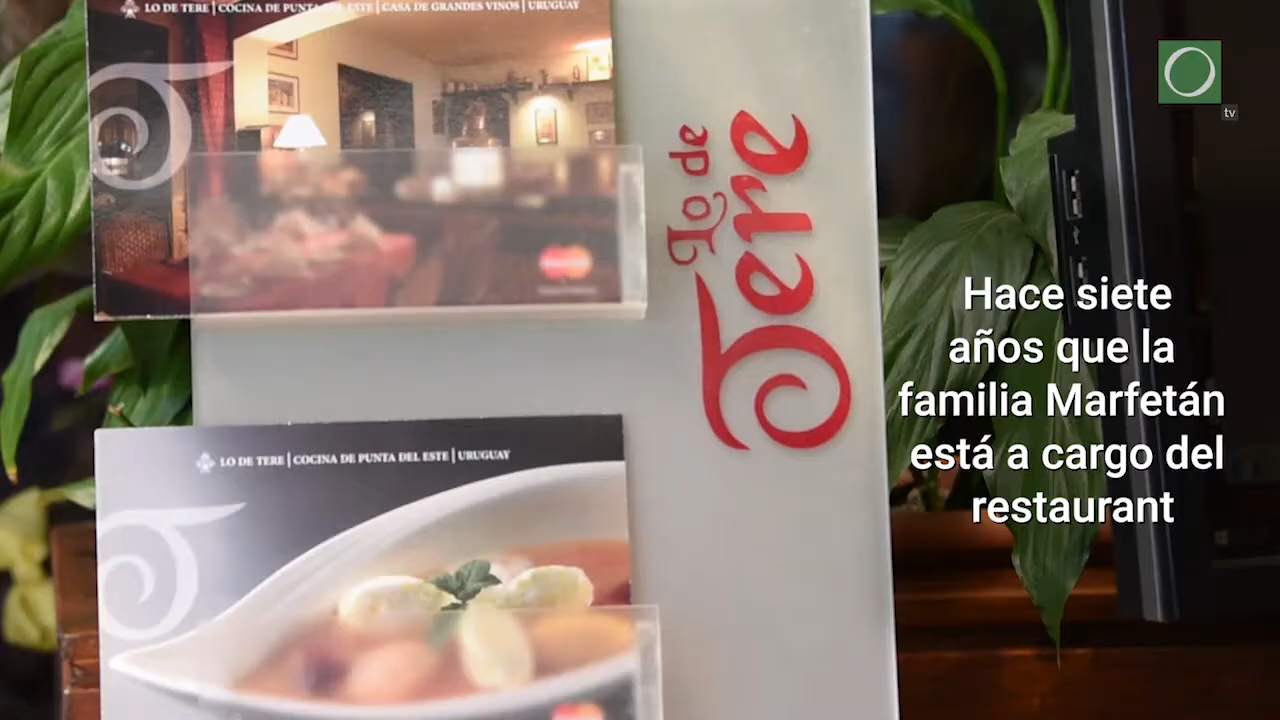 LO DE TERE | COCINA DE PUNTA DEL ESTE | CASA DE GRANDES VINOS | URUGUAY
Lo de
Tere
LO DE TERE | COCINA DE PUNTA DEL ESTE | URUGUAY
tv
Hace siete
años que la
familia Marfetán
está a cargo del
restaurant